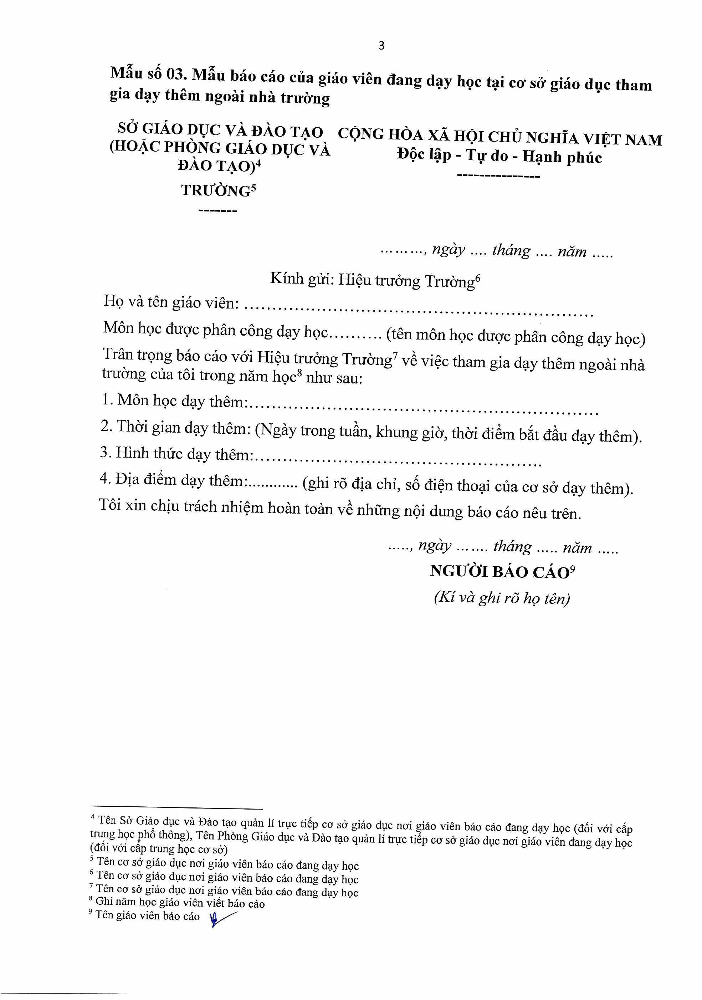 3
Mẫu số 03. Mẫu báo cáo của giáo viên đang dạy học tại cơ sở giáo dục tham
gia dạy thêm ngoài nhà trường
SỞ GIÁO DỤC VÀ ĐÀO TẠO
(HOẶC PHÒNG GIÁO DỤC VÀ
ĐÀO TẠO)⁴
TRƯỜNG⁵
-------
CỘNG HÒA XÃ HỘI CHỦ NGHĨA VIỆT NAM
Độc lập - Tự do - Hạnh phúc
---------------
........., ngày .... tháng .... năm .....
Kính gửi: Hiệu trưởng Trường⁶
Họ và tên giáo viên: ................................................................
Môn học được phân công dạy học.......... (tên môn học được phân công dạy học)
Trân trọng báo cáo với Hiệu trưởng Trường⁷ về việc tham gia dạy thêm ngoài nhà
trường của tôi trong năm học⁸ như sau:
1. Môn học dạy thêm:................................................................
2. Thời gian dạy thêm: (Ngày trong tuần, khung giờ, thời điểm bắt đầu dạy thêm).
3. Hình thức dạy thêm:.....................................................
4. Địa điểm dạy thêm:............ (ghi rõ địa chỉ, số điện thoại của cơ sở dạy thêm).
Tôi xin chịu trách nhiệm hoàn toàn về những nội dung báo cáo nêu trên.
....., ngày ....... tháng ..... năm .....
NGƯỜI BÁO CÁO⁹
(Kí và ghi rõ họ tên)
⁴ Tên Sở Giáo dục và Đào tạo quản lí trực tiếp cơ sở giáo dục nơi giáo viên báo cáo đang dạy học (đối với cấp
trung học phổ thông), Tên Phòng Giáo dục và Đào tạo quản lí trực tiếp cơ sở giáo dục nơi giáo viên đang dạy học
(đối với cấp trung học cơ sở)
⁵ Tên cơ sở giáo dục nơi giáo viên báo cáo đang dạy học
⁶ Tên cơ sở giáo dục nơi giáo viên báo cáo đang dạy học
⁷ Tên cơ sở giáo dục nơi giáo viên báo cáo đang dạy học
⁸ Ghi năm học giáo viên viết báo cáo
⁹ Tên giáo viên báo cáo